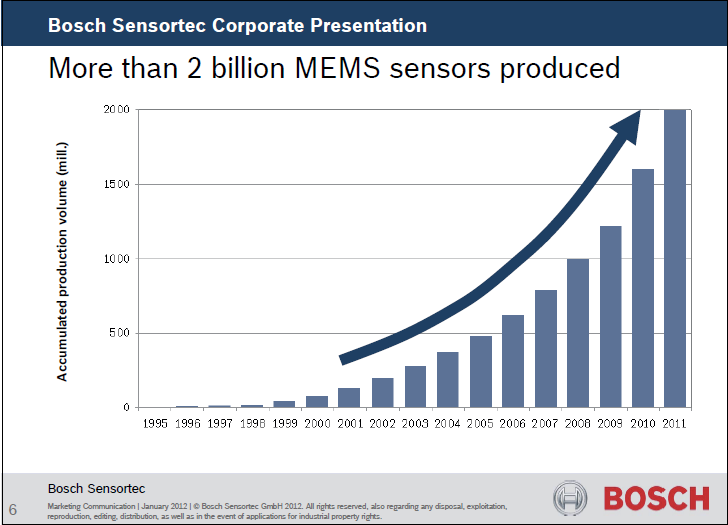 Bosch Sensortec Corporate Presentation
More than 2 billion MEMS sensors produced
Accumulated production volume (mill.)
2000
1500
1000
500
0
1995 1996 1997 1998 1999 2000 2001 2002 2003 2004 2005 2006 2007 2008 2009 2010 2011
Bosch Sensortec
6
Marketing Communication | January 2012 | © Bosch Sensortec GmbH 2012. All rights reserved, also regarding any disposal, exploitation,
reproduction, editing, distribution, as well as in the event of applications for industrial property rights.
BOSCH